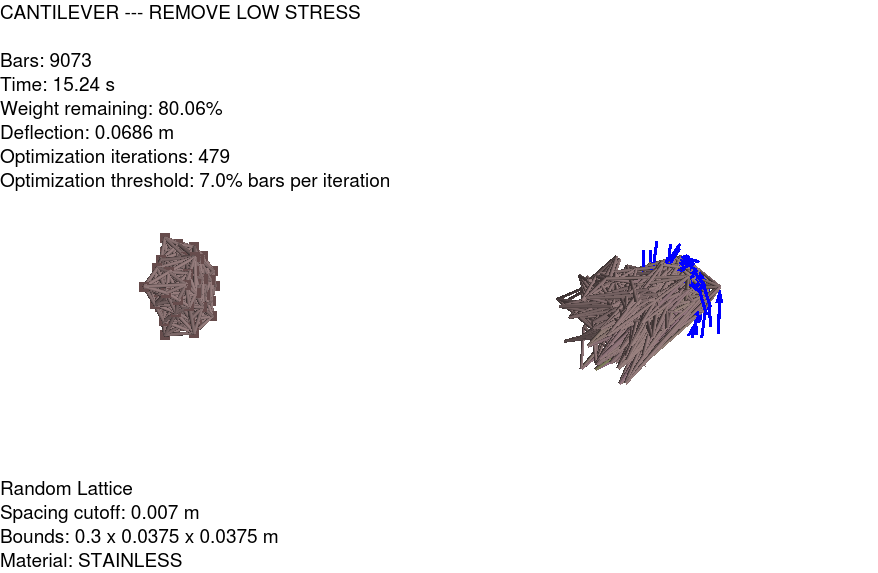 CANTILEVER --- REMOVE LOW STRESS
Bars: 9073
Time: 15.24 s
Weight remaining: 80.06%
Deflection: 0.0686 m
Optimization iterations: 479
Optimization threshold: 7.0% bars per iteration
Random Lattice
Spacing cutoff: 0.007 m
Bounds: 0.3 x 0.0375 x 0.0375 m
Material: STAINLESS